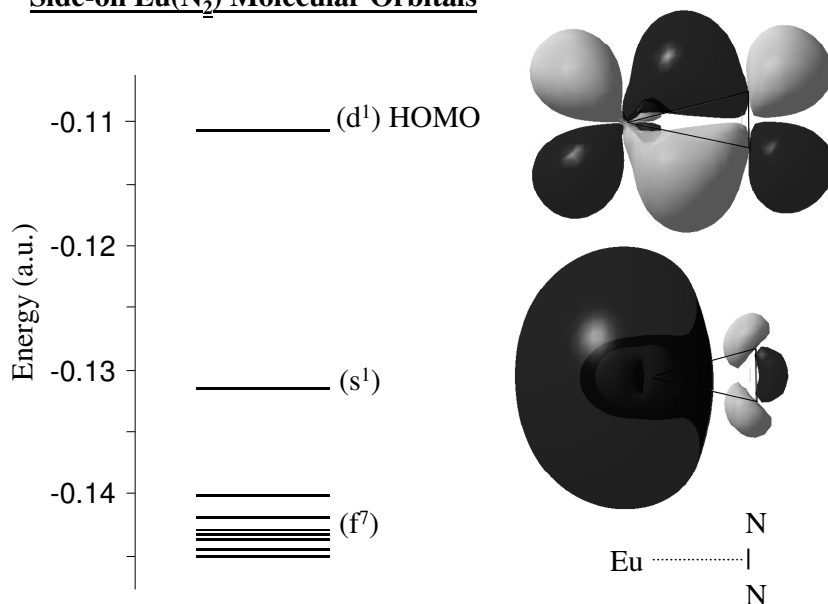 Side-on Eu(N2) Molecular Orbitals
(d1) HOMO
-0.11
-0.12
Energy (a.u.)
-0.13
(s1)
-0.14
(f7)
N
Eu
N